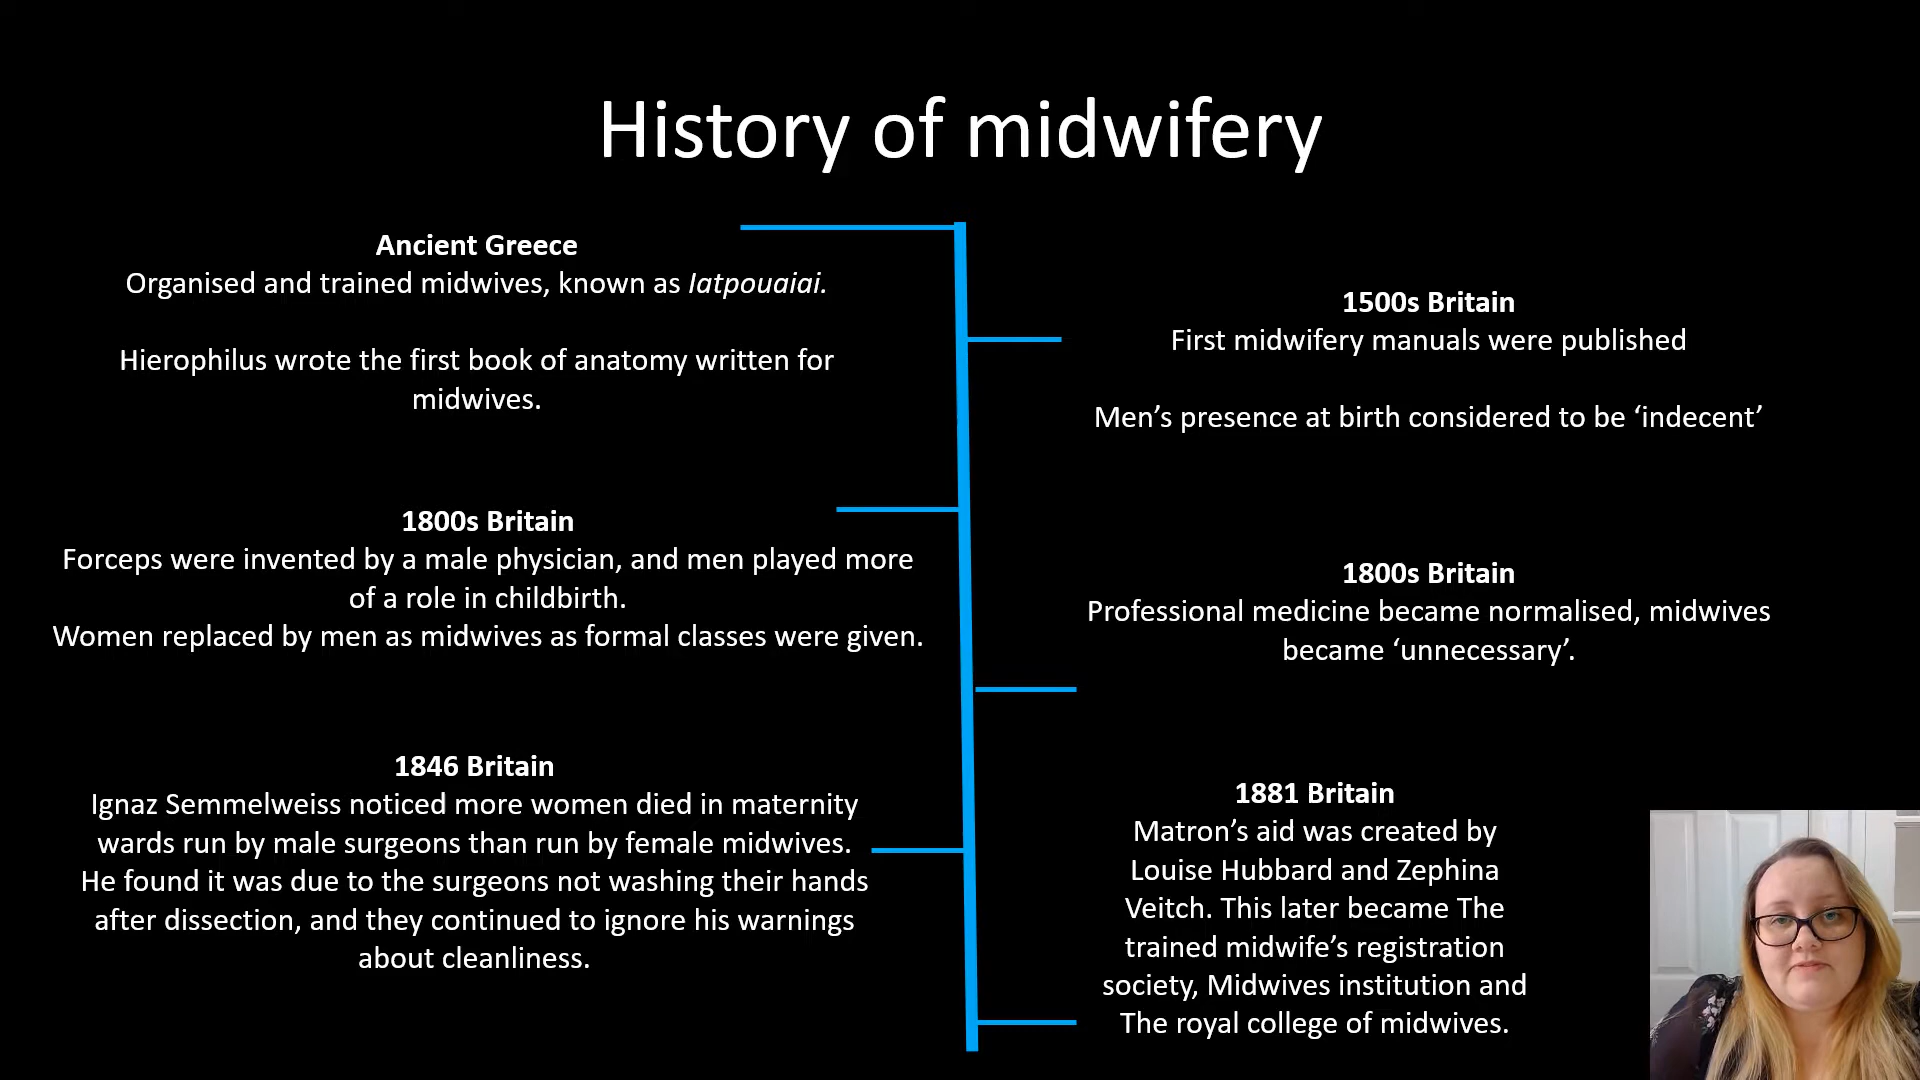 History of midwifery
Ancient Greece
Organised and trained midwives, known as Iatpouaiai.
Hierophilus wrote the first book of anatomy written for
midwives.
1500s Britain
First midwifery manuals were published
Men’s presence at birth considered to be ‘indecent’
1800s Britain
Forceps were invented by a male physician, and men played more
of a role in childbirth.
Women replaced by men as midwives as formal classes were given.
1800s Britain
Professional medicine became normalised, midwives
became ‘unnecessary’.
1846 Britain
Ignaz Semmelweiss noticed more women died in maternity
wards run by male surgeons than run by female midwives.
He found it was due to the surgeons not washing their hands
after dissection, and they continued to ignore his warnings
about cleanliness.
1881 Britain
Matron’s aid was created by
Louise Hubbard and Zephina
Veitch. This later became The
trained midwife’s registration
society, Midwives institution and
The royal college of midwives.